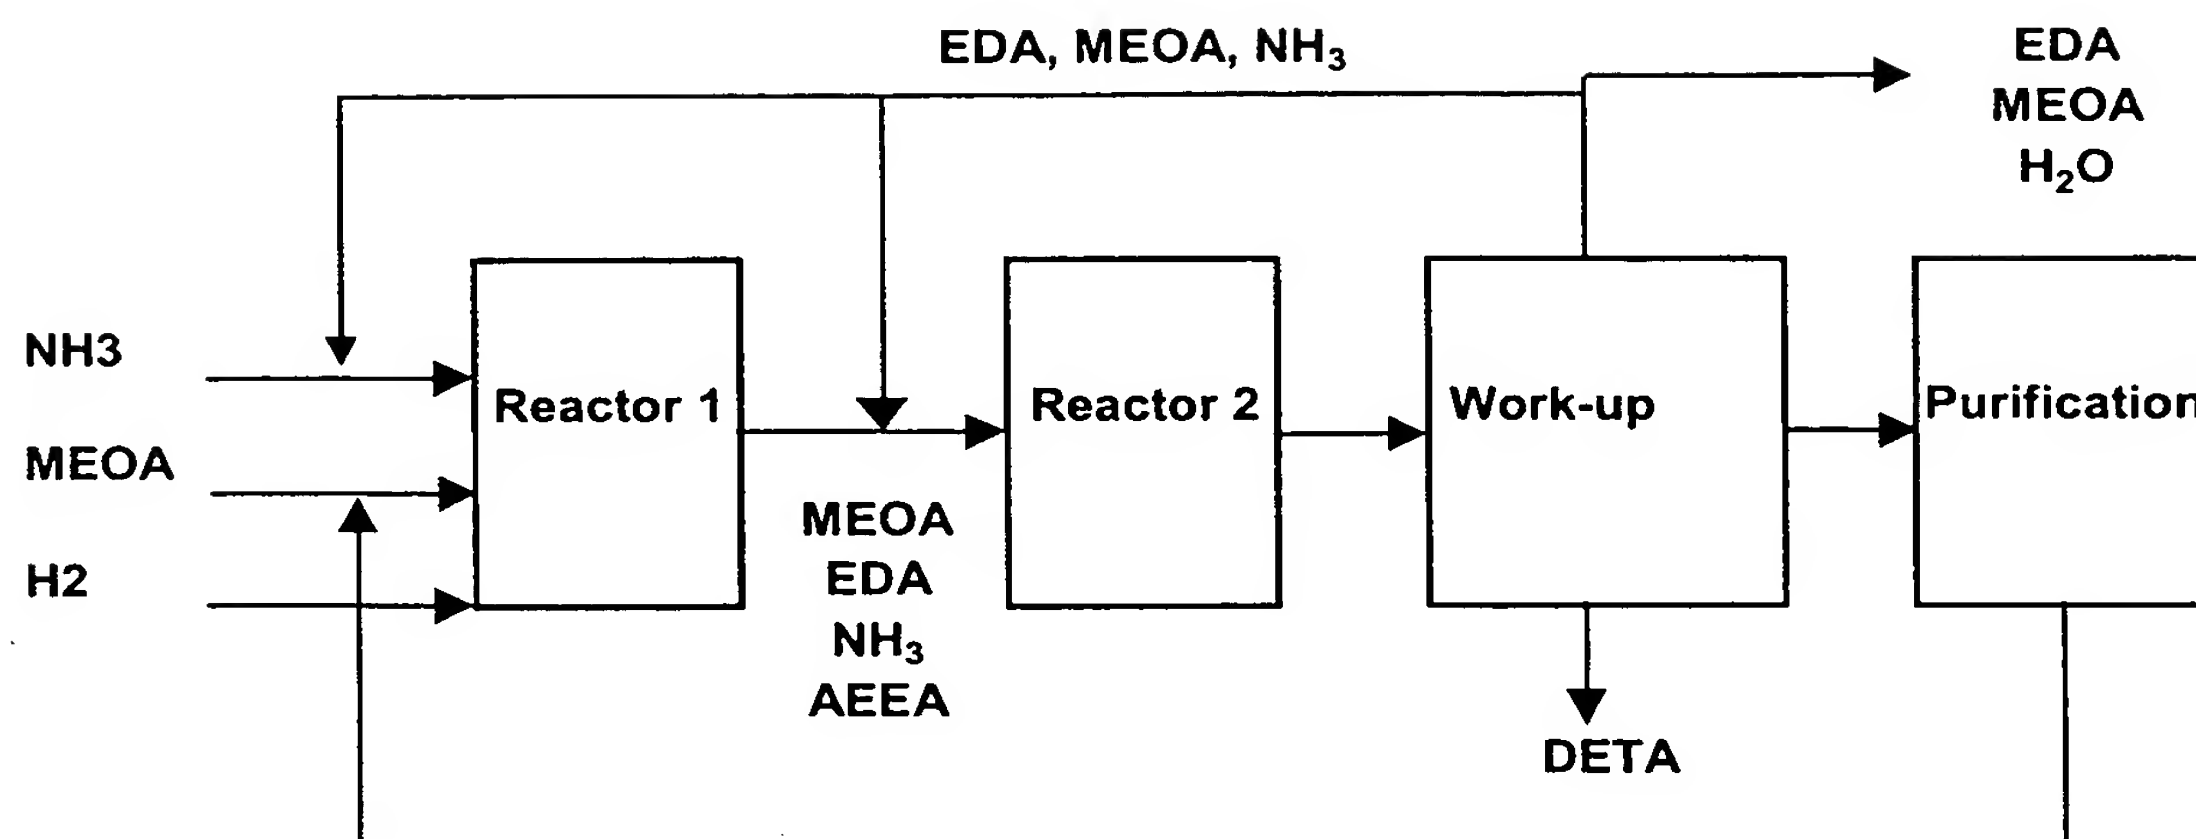 EDA, MEOA, NH₃
EDA
MEOA
H₂O
NH3
MEOA
H2
Reactor 1
Reactor 2
Work-up
Purification
MEOA
EDA
NH₃
AEEA
DETA